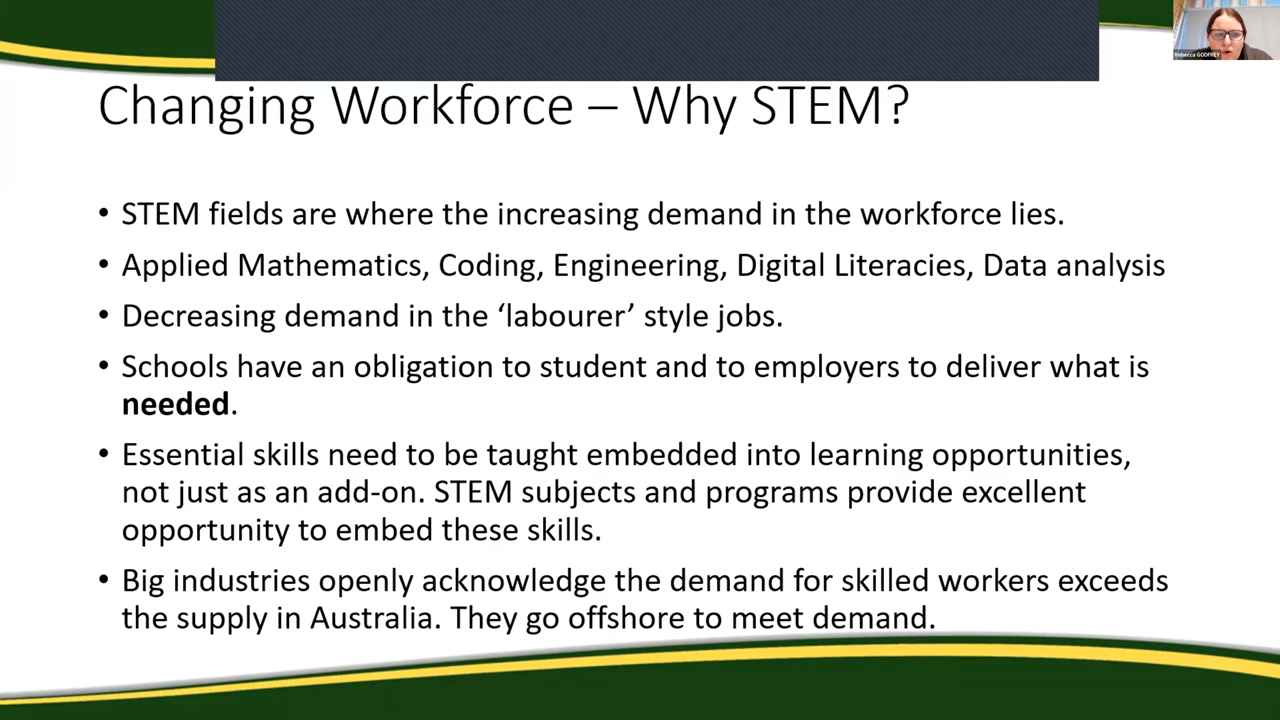 Rebecca GODFREY
Changing Workforce – Why STEM?
• STEM fields are where the increasing demand in the workforce lies.
• Applied Mathematics, Coding, Engineering, Digital Literacies, Data analysis
• Decreasing demand in the ‘labourer’ style jobs.
• Schools have an obligation to student and to employers to deliver what is
needed.
• Essential skills need to be taught embedded into learning opportunities,
not just as an add-on. STEM subjects and programs provide excellent
opportunity to embed these skills.
• Big industries openly acknowledge the demand for skilled workers exceeds
the supply in Australia. They go offshore to meet demand.